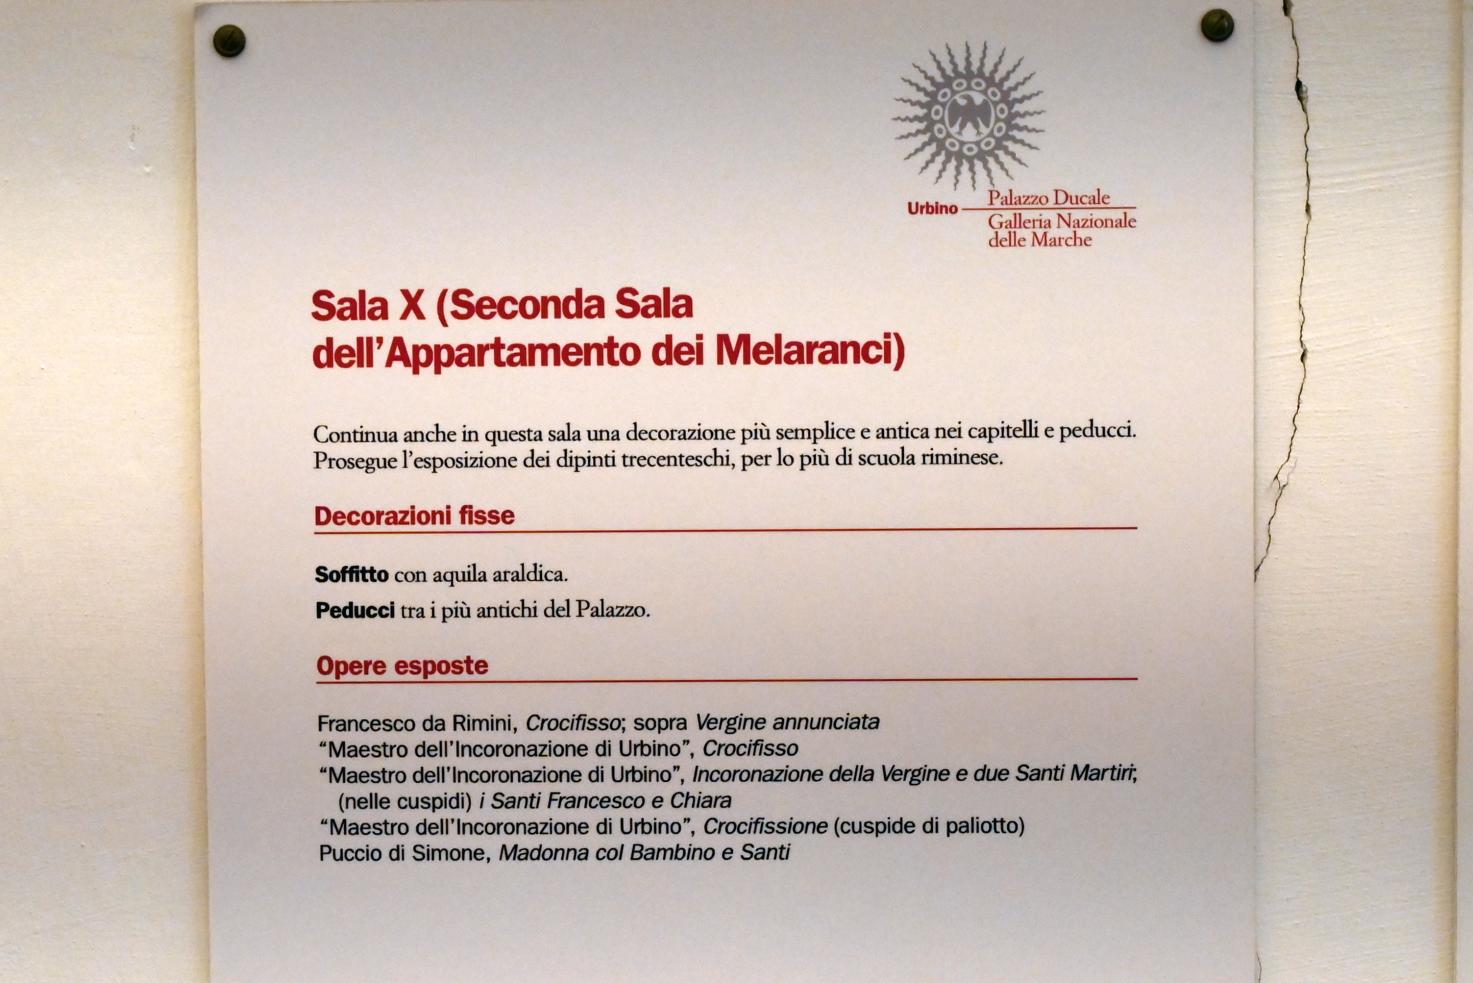 Urbino
Palazzo Ducale
Galleria Nazionale
delle Marche
Sala X (Seconda Sala
dell'Appartamento dei Melaranci)
Continua anche in questa sala una decorazione più semplice e antica nei capitelli e peducci.
Prosegue l'esposizione dei dipinti trecenteschi, per lo più di scuola riminese.
Decorazioni fisse
Soffitto con aquila araldica.
Peducci tra i più antichi del Palazzo.
Opere esposte
Francesco da Rimini, Crocifisso; sopra Vergine annunciata
“Maestro dell'Incoronazione di Urbino”, Crocifisso
“Maestro dell'Incoronazione di Urbino”, Incoronazione della Vergine e due Santi Martiri;
(nelle cuspidi) i Santi Francesco e Chiara
“Maestro dell'Incoronazione di Urbino”, Crocifissione (cuspide di paliotto)
Puccio di Simone, Madonna col Bambino e Santi